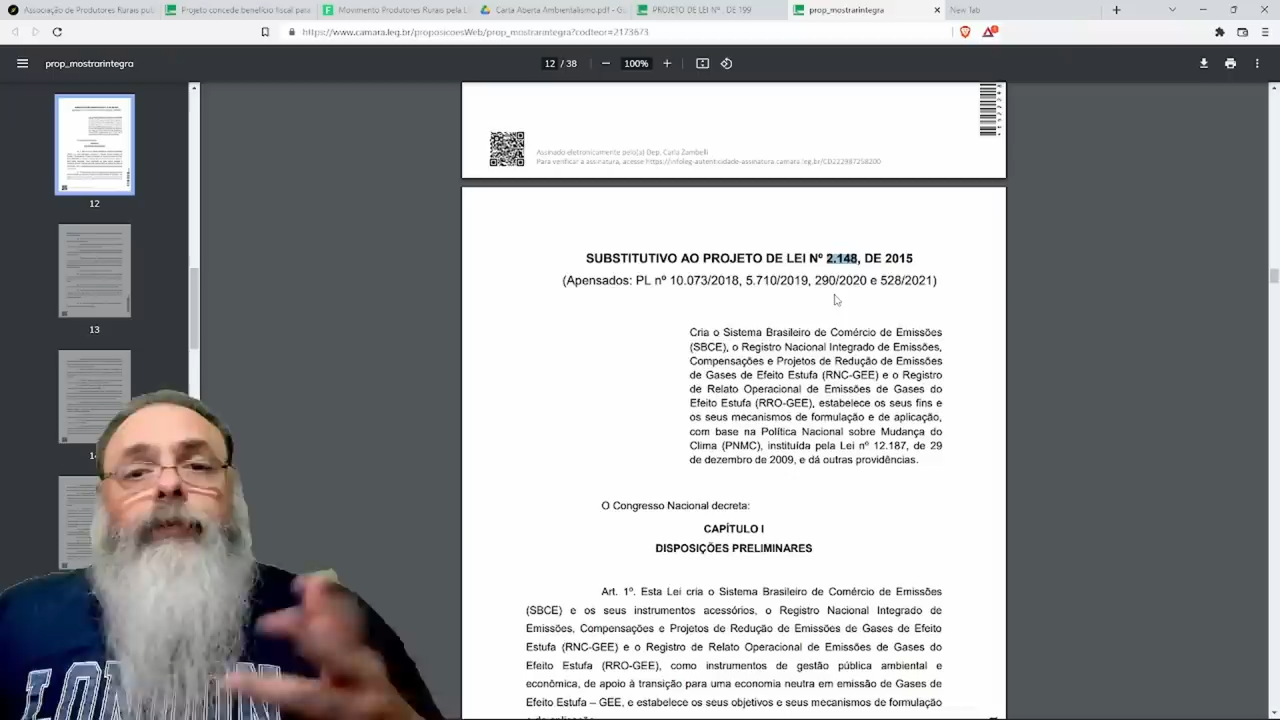 Associação de Produtores Rurais pub
Projeto concede benefício fiscal para
Movimento Produtores Rurais pela L
Carta Aberta Ambientalismo.pdf - G
PROJETO DE LEI Nº , DE 199
prop_mostrarintegra
New Tab
https://www.camara.leg.br/proposicoesWeb/prop_mostrarintegra?codteor=2173673
prop_mostrarintegra
12 / 38
100%
12
13
Assinado eletronicamente pelo(a) Dep. Carla Zambelli
Para verificar a assinatura, acesse https://infoleg-autenticidade-assinatura.camara.leg.br/CD222987258200
SUBSTITUTIVO AO PROJETO DE LEI Nº 2.148, DE 2015
(Apensados: PL nº 10.073/2018, 5.710/2019, 290/2020 e 528/2021)
Cria o Sistema Brasileiro de Comércio de Emissões
(SBCE), o Registro Nacional Integrado de Emissões,
Compensações e Projetos de Redução de Emissões
de Gases de Efeito Estufa (RNC-GEE) e o Registro
de Relato Operacional de Emissões de Gases do
Efeito Estufa (RRO-GEE), estabelece os seus fins e
os seus mecanismos de formulação e de aplicação,
com base na Política Nacional sobre Mudança do
Clima (PNMC), instituída pela Lei nº 12.187, de 29
de dezembro de 2009, e dá outras providências.
O Congresso Nacional decreta:
CAPÍTULO I
DISPOSIÇÕES PRELIMINARES
Art. 1º. Esta Lei cria o Sistema Brasileiro de Comércio de Emissões
(SBCE) e os seus instrumentos acessórios, o Registro Nacional Integrado de
Emissões, Compensações e Projetos de Redução de Emissões de Gases de Efeito
Estufa (RNC-GEE) e o Registro de Relato Operacional de Emissões de Gases do
Efeito Estufa (RRO-GEE), como instrumentos de gestão pública ambiental e
econômica, de apoio à transição para uma economia neutra em emissão de Gases de
Efeito Estufa – GEE, e estabelece os seus objetivos e seus mecanismos de formulação